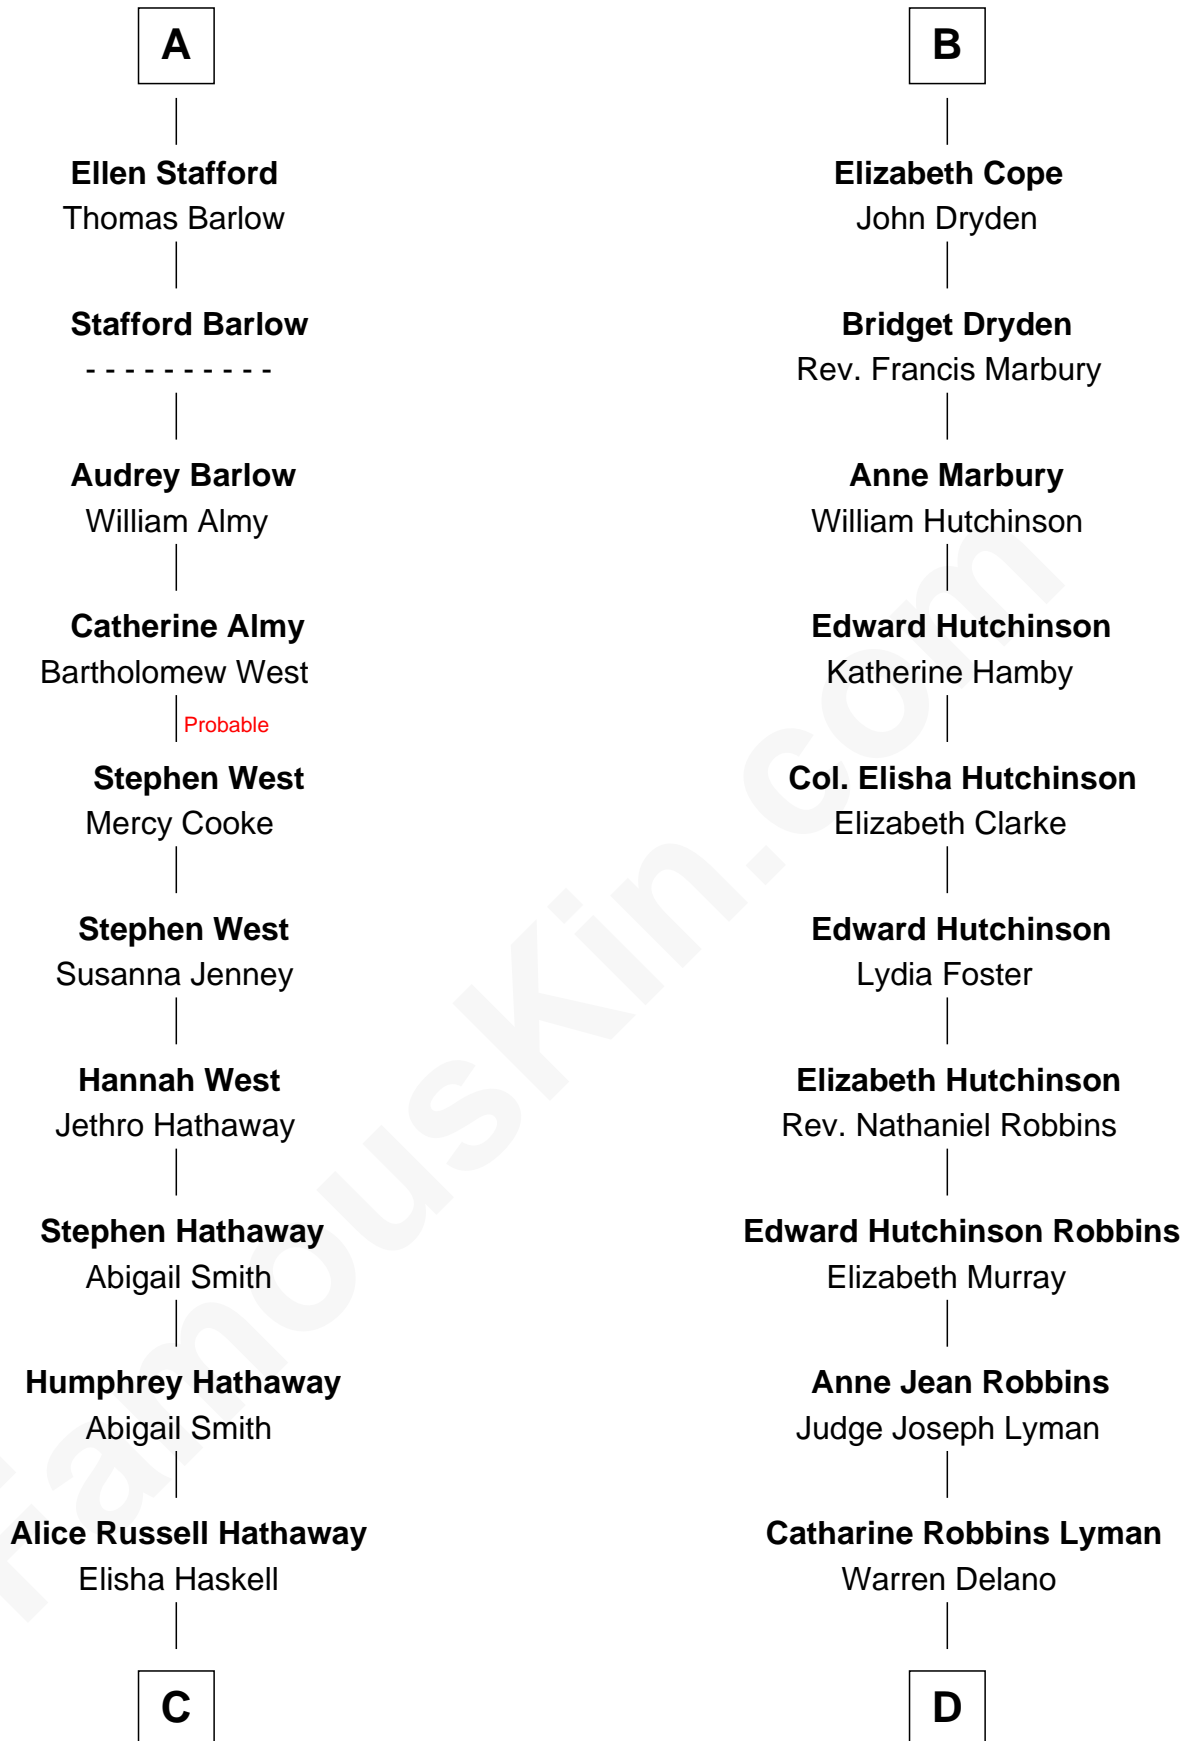 A
Ellen Stafford
Thomas Barlow
Stafford Barlow
- - - - - - - - - -
Audrey Barlow
William Almy
Catherine Almy
Bartholomew West
Probable
Stephen West
Mercy Cooke
Stephen West
Susanna Jenney
Hannah West
Jethro Hathaway
Stephen Hathaway
Abigail Smith
Humphrey Hathaway
Abigail Smith
Alice Russell Hathaway
Elisha Haskell
C
B
Elizabeth Cope
John Dryden
Bridget Dryden
Rev. Francis Marbury
Anne Marbury
William Hutchinson
Edward Hutchinson
Katherine Hamby
Col. Elisha Hutchinson
Elizabeth Clarke
Edward Hutchinson
Lydia Foster
Elizabeth Hutchinson
Rev. Nathaniel Robbins
Edward Hutchinson Robbins
Elizabeth Murray
Anne Jean Robbins
Judge Joseph Lyman
Catharine Robbins Lyman
Warren Delano
D
FamousKin.com